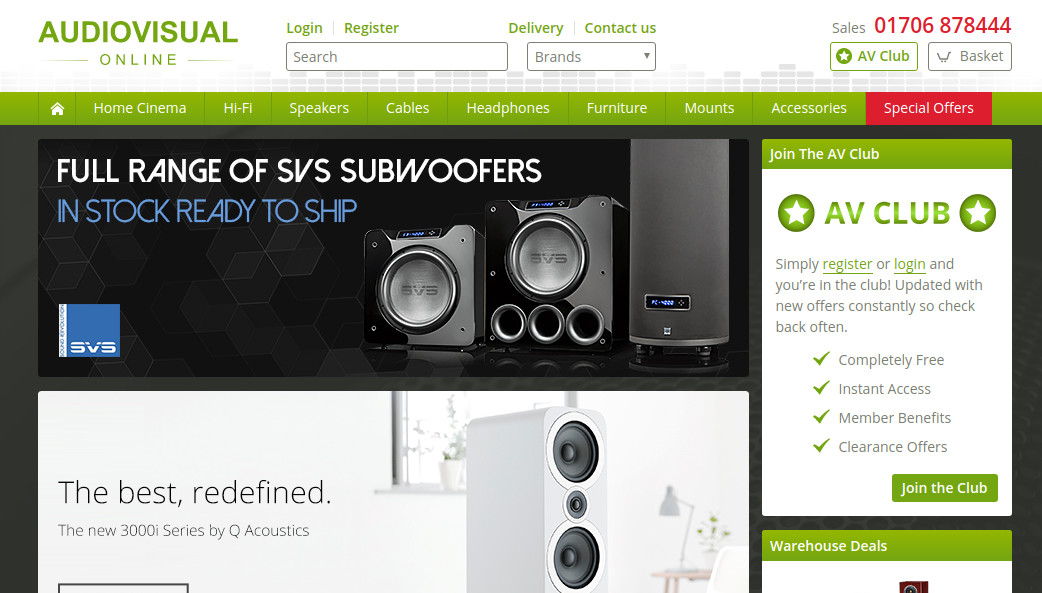 AUDIOVISUAL
ONLINE
Login Register
Search
Delivery Contact us
Brands
Sales 01706 878444
AV Club Basket
Home Cinema Hi-Fi Speakers Cables Headphones Furniture Mounts Accessories Special Offers
FULL RANGE OF SVS SUBWOOFERS
IN STOCK READY TO SHIP
SVS
SVS
SOUND REVOLUTION
SVS
PC-4000
Join The AV Club
AV CLUB
Simply register or login and
you're in the club! Updated with
new offers constantly so check
back often.
Completely Free
Instant Access
Member Benefits
Clearance Offers
Join the Club
The best, redefined.
The new 3000i Series by Q Acoustics
Warehouse Deals